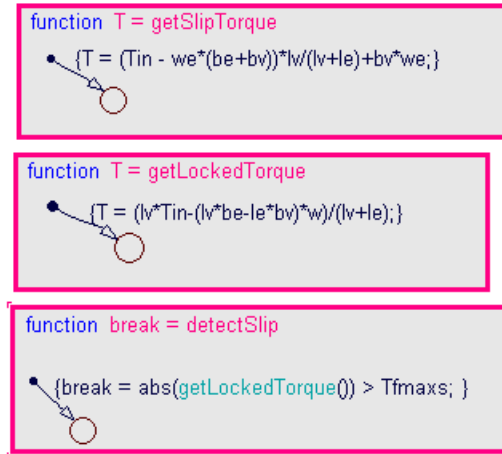 function T = getSlipTorque
{T = (Tin - we*(be+bv))*Iv/(Iv+Ie)+bv*we;}
function T = getLockedTorque
{T = (Iv*Tin-(Iv*be-Ie*bv)*w)/(Iv+Ie);}
function break = detectSlip
{break = abs(getLockedTorque()) > Tfmaxs; }